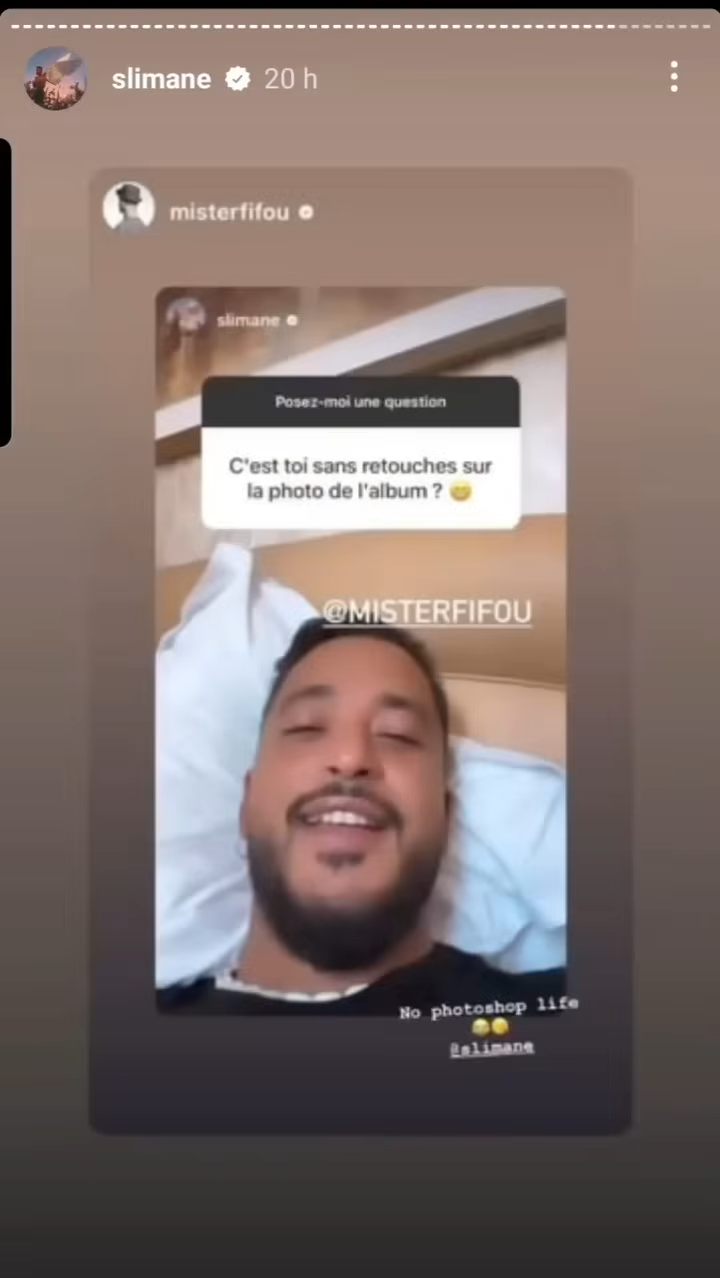 slimane 20 h
misterfifou
slimane
Posez-moi une question
C'est toi sans retouches sur
la photo de l'album ? 😄
@MISTERFIFOU
No photoshop life
😂😂
@slimane